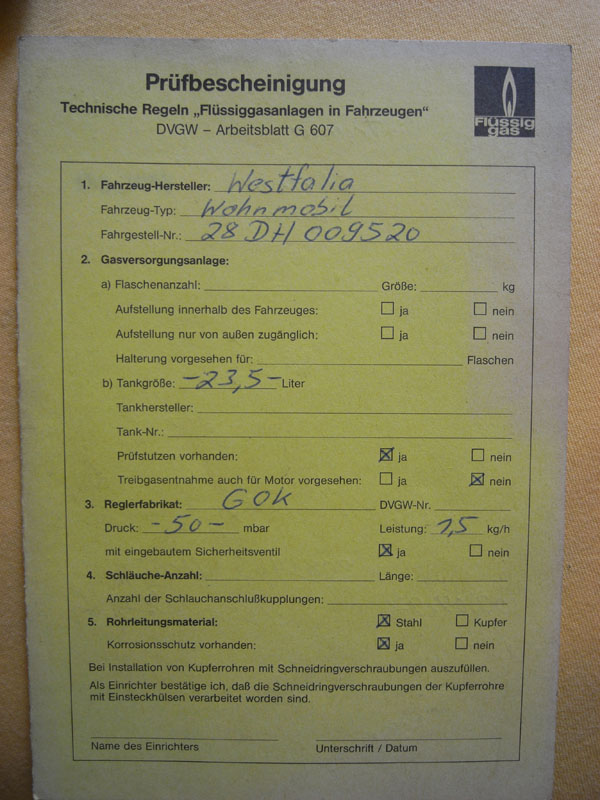 Prüfbescheinigung
Technische Regeln „Flüssiggasanlagen in Fahrzeugen“
DVGW – Arbeitsblatt G 607
Flüssig
gas
1. Fahrzeug-Hersteller: Westfalia
Fahrzeug-Typ: Wohnmobil
Fahrgestell-Nr.: 28 DH 009520
2. Gasversorgungsanlage:
a) Flaschenanzahl: Größe: kg
Aufstellung innerhalb des Fahrzeuges: ☐ ja ☐ nein
Aufstellung nur von außen zugänglich: ☐ ja ☐ nein
Halterung vorgesehen für: Flaschen
b) Tankgröße: -23,5- Liter
Tankhersteller:
Tank-Nr.:
Prüfstutzen vorhanden: ☒ ja ☐ nein
Treibgasentnahme auch für Motor vorgesehen: ☐ ja ☒ nein
3. Reglerfabrikat: GOK DVGW-Nr.
Druck: -50- mbar Leistung: 1,5 kg/h
mit eingebautem Sicherheitsventil ☒ ja ☐ nein
4. Schläuche-Anzahl: Länge:
Anzahl der Schlauchanschlußkupplungen:
5. Rohrleitungsmaterial: ☒ Stahl ☐ Kupfer
Korrosionsschutz vorhanden: ☒ ja ☐ nein
Bei Installation von Kupferrohren mit Schneidringverschraubungen auszufüllen.
Als Einrichter bestätige ich, daß die Schneidringverschraubungen der Kupferrohre
mit Einsteckhülsen verarbeitet worden sind.
Name des Einrichters Unterschrift / Datum